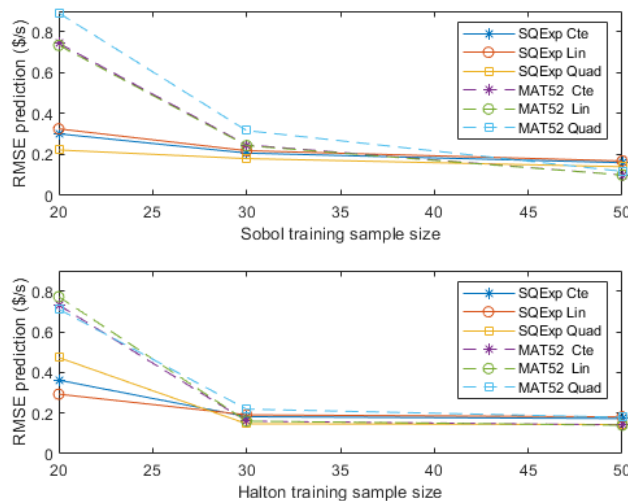 RMSE prediction ($/s)
0.8
0.6
0.4
0.2
0
20 25 30 35 40 45 50
Sobol training sample size
SQExp Cte
SQExp Lin
SQExp Quad
MAT52 Cte
MAT52 Lin
MAT52 Quad
RMSE prediction ($/s)
0.8
0.6
0.4
0.2
0
20 25 30 35 40 45 50
Halton training sample size
SQExp Cte
SQExp Lin
SQExp Quad
MAT52 Cte
MAT52 Lin
MAT52 Quad